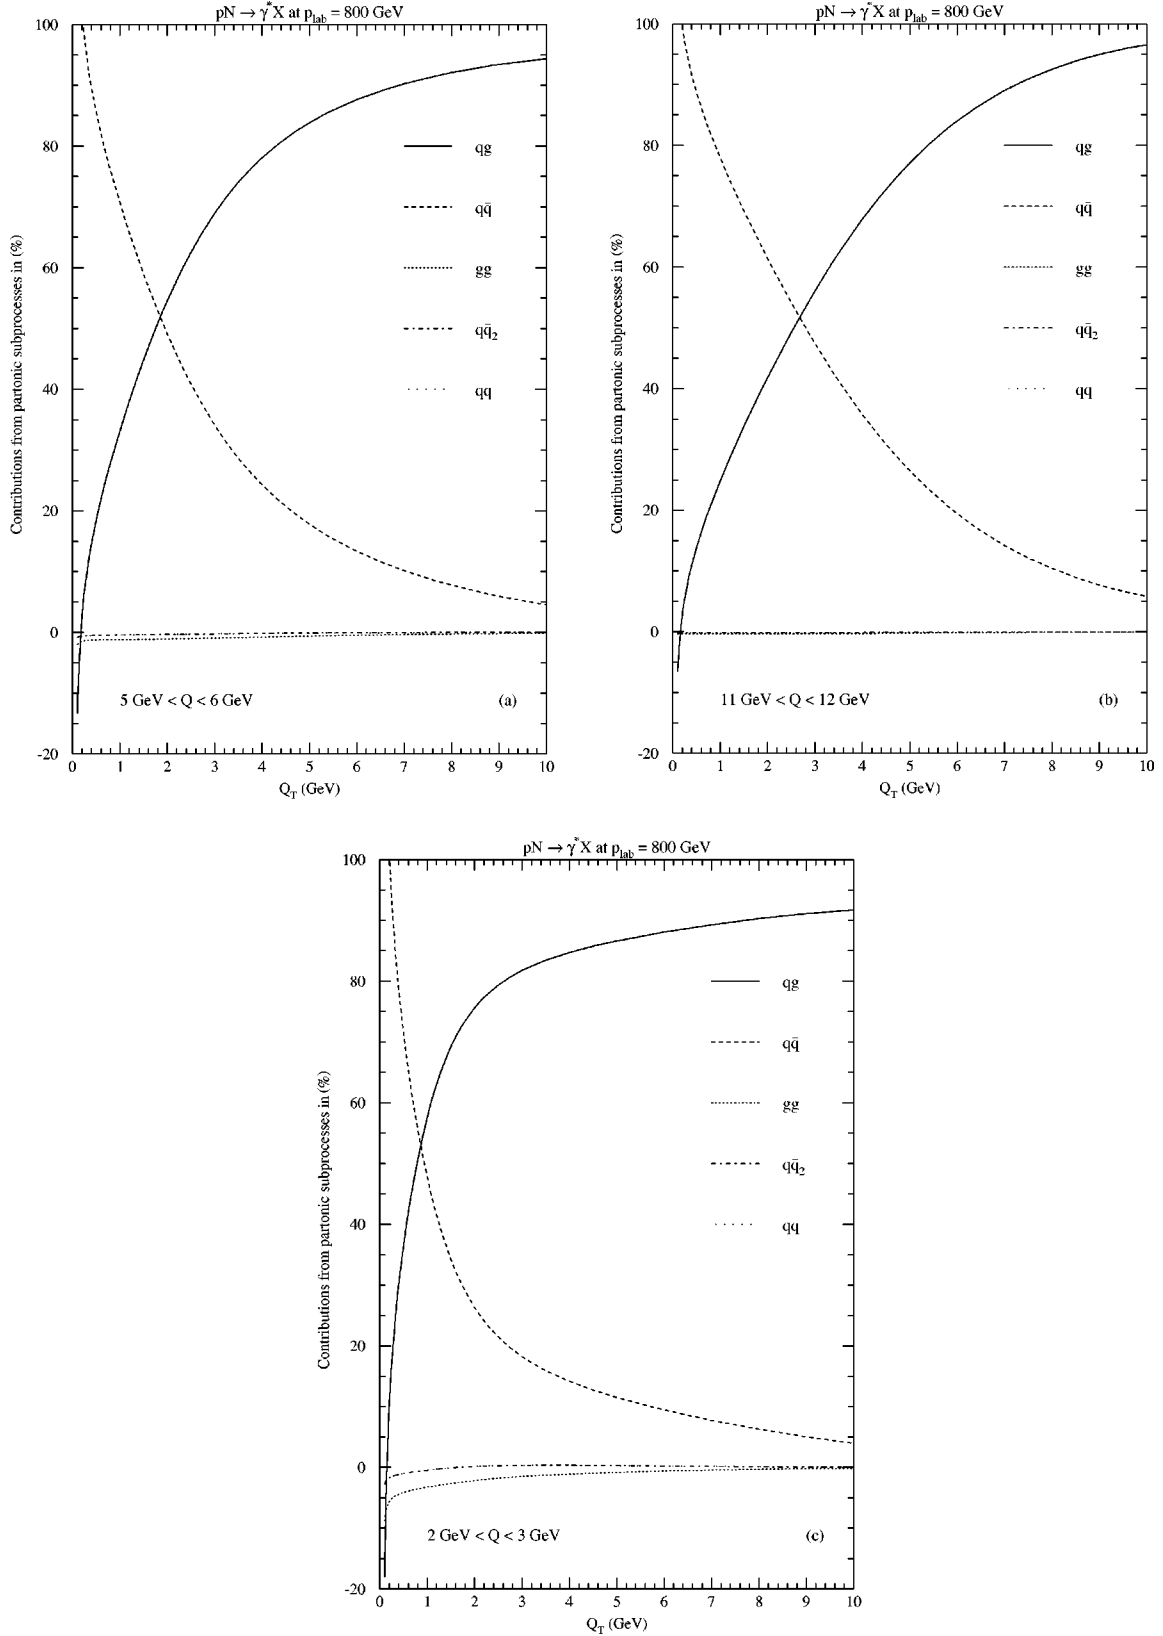 pN → γ*X at p_lab = 800 GeV
100
80
60
40
20
0
-20
Contributions from partonic subprocesses in (%)
qg
qq̄
gg
qq̄₂
qq
5 GeV < Q < 6 GeV
(a)
0 1 2 3 4 5 6 7 8 9 10
Q_T (GeV)
pN → γ*X at p_lab = 800 GeV
100
80
60
40
20
0
-20
Contributions from partonic subprocesses in (%)
qg
qq̄
gg
qq̄₂
qq
11 GeV < Q < 12 GeV
(b)
0 1 2 3 4 5 6 7 8 9 10
Q_T (GeV)
pN → γ*X at p_lab = 800 GeV
100
80
60
40
20
0
-20
Contributions from partonic subprocesses in (%)
qg
qq̄
gg
qq̄₂
qq
2 GeV < Q < 3 GeV
(c)
0 1 2 3 4 5 6 7 8 9 10
Q_T (GeV)